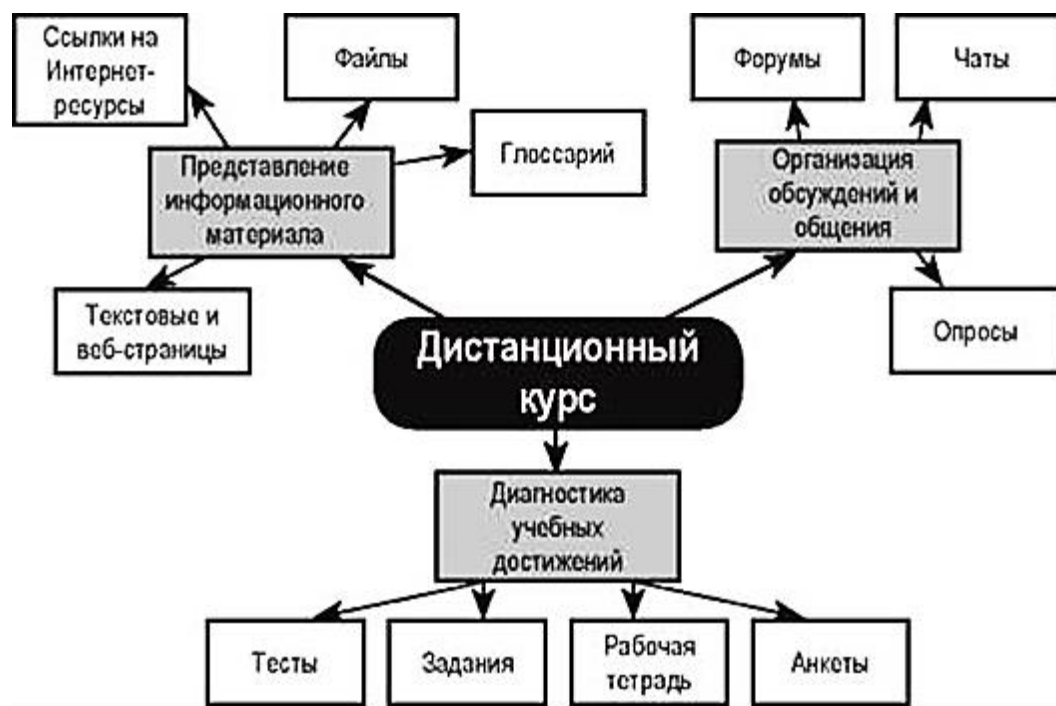 Ссылки на
Интернет-
ресурсы
Файлы
Глоссарий
Форумы
Чаты
Представление
информационного
материала
Организация
обсуждений и
общения
Текстовые и
веб-страницы
Опросы
Дистанционный
курс
Диагностика
учебных
достижений
Тесты
Задания
Рабочая
тетрадь
Анкеты